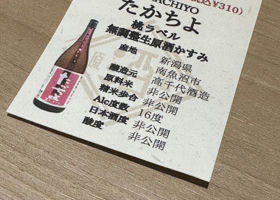 ACHIYO
込¥310)
たかちよ
桃ラベル
無調整生原酒かすみ
産地 新潟県
南魚沼市
醸造元 高千代酒造
原料米 非公開
精米歩合 非公開
Alc度数 16度
日本酒度 非公開
酸度 非公開